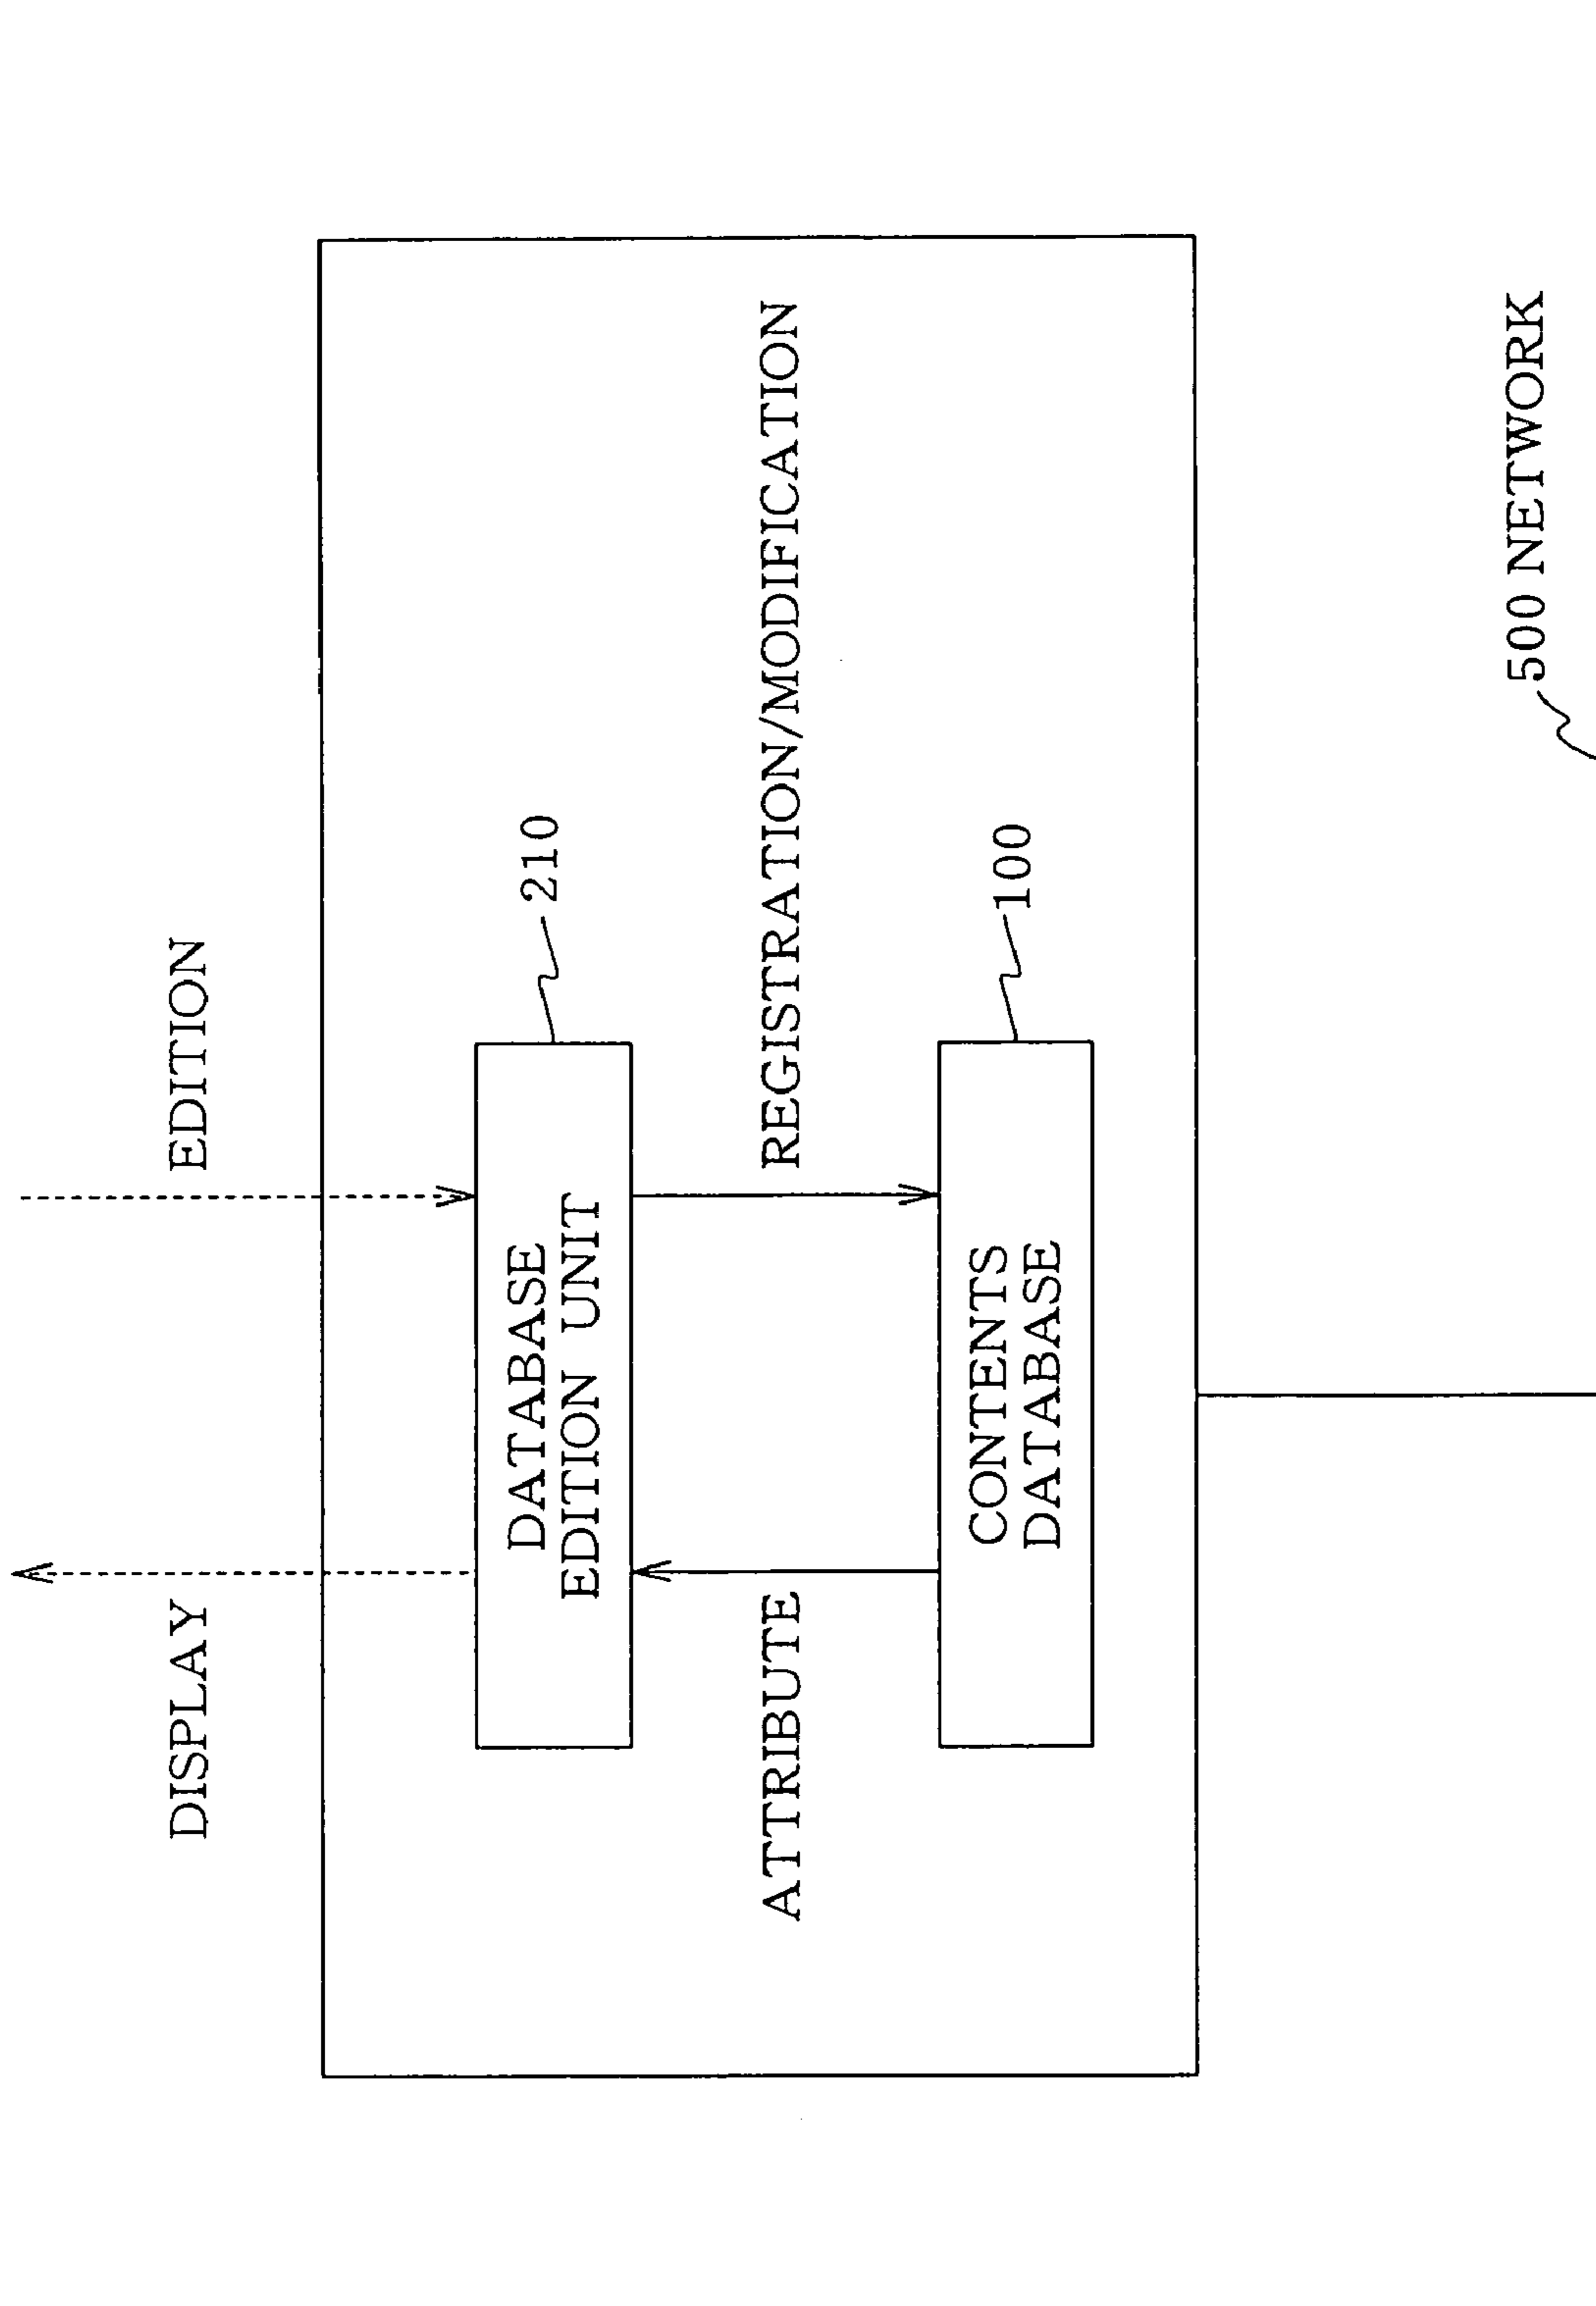 DISPLAY
EDITION
210
DATABASE
EDITION UNIT
ATTRIBUTE
REGISTRATION/MODIFICATION
100
CONTENTS
DATABASE
500 NETWORK